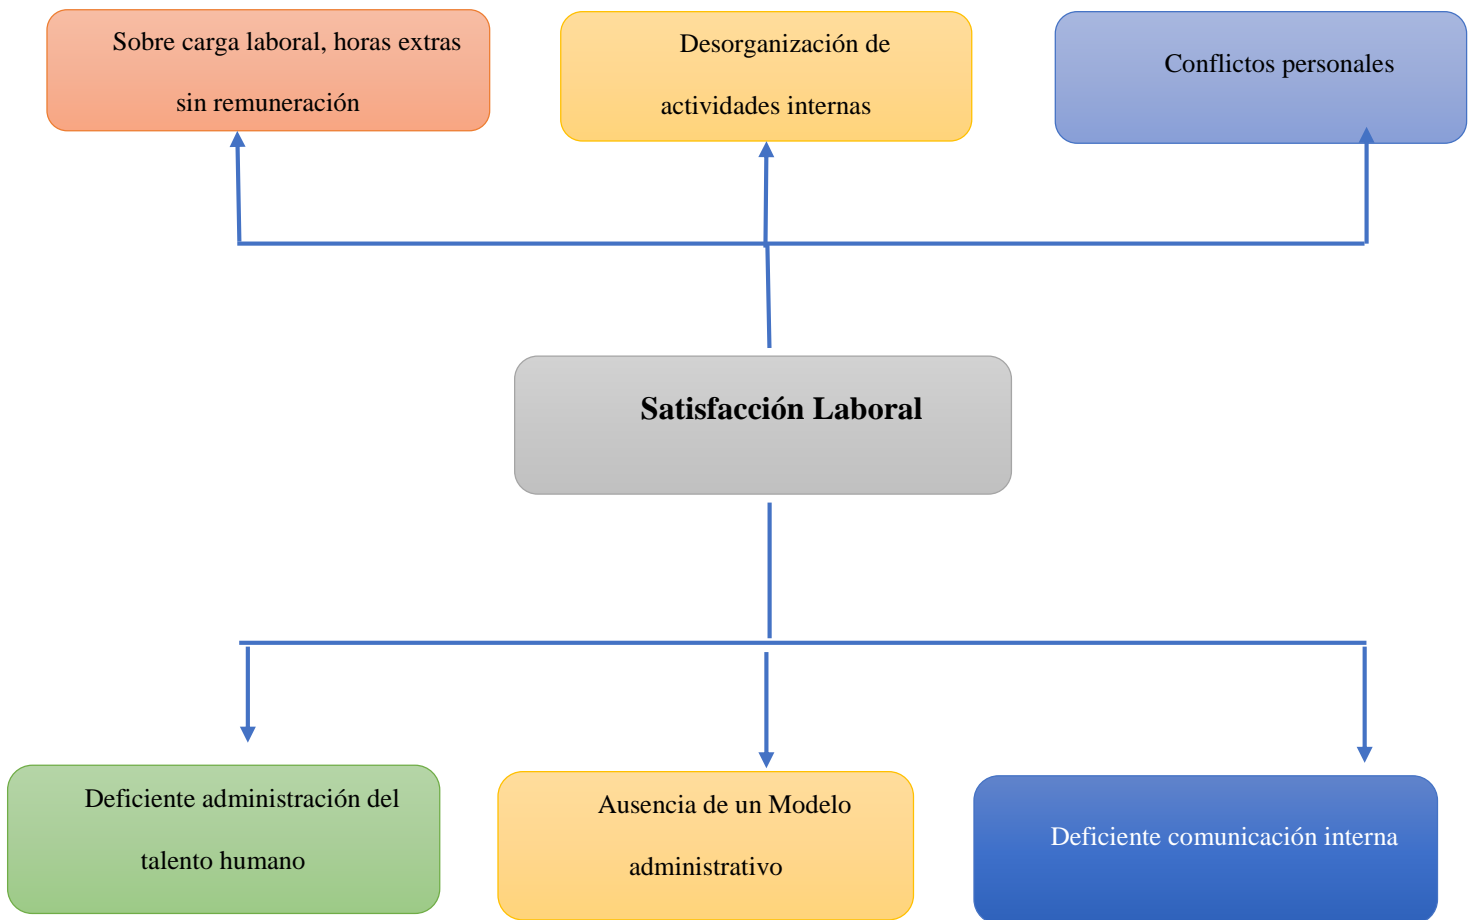 Sobre carga laboral, horas extras
sin remuneración
Desorganización de
actividades internas
Conflictos personales
Satisfacción Laboral
Deficiente administración del
talento humano
Ausencia de un Modelo
administrativo
Deficiente comunicación interna